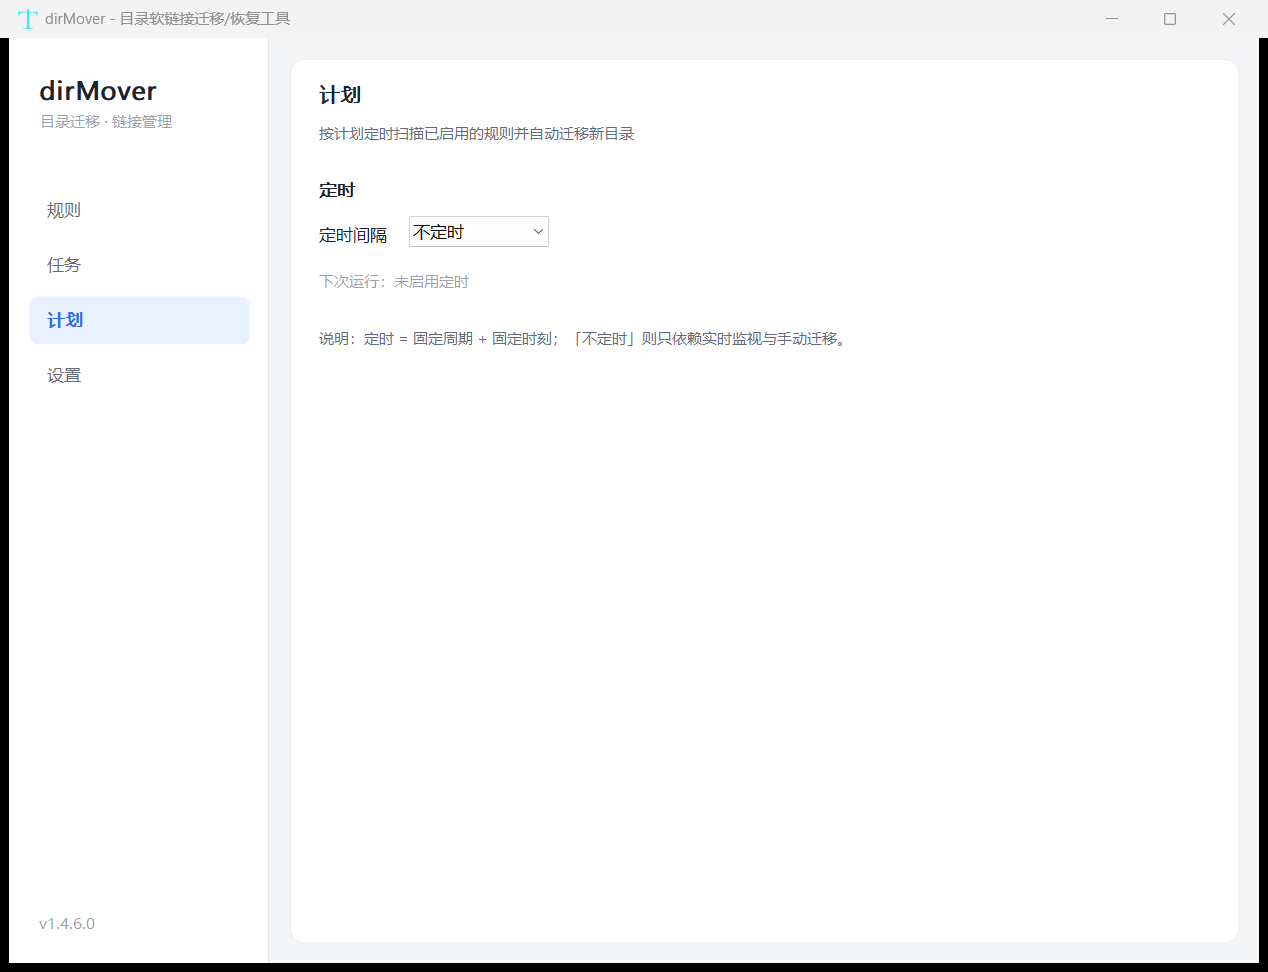 dirMover - 目录软链接迁移/恢复工具
dirMover
目录迁移 · 链接管理
规则
任务
计划
设置
v1.4.6.0
计划
按计划定时扫描已启用的规则并自动迁移新目录
定时
定时间隔 不定时
下次运行：未启用定时
说明：定时 = 固定周期 + 固定时刻；「不定时」则只依赖实时监视与手动迁移。